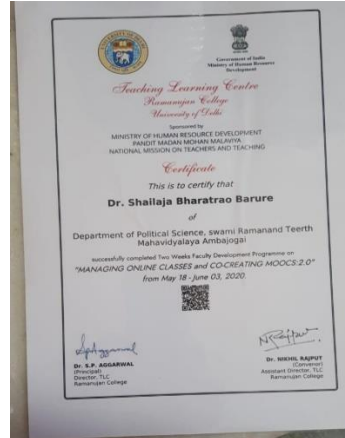 Government of India
Ministry of Human Resource
Development
Teaching Learning Centre
Ramanujan College
University of Delhi
Sponsored by
MINISTRY OF HUMAN RESOURCE DEVELOPMENT
PANDIT MADAN MOHAN MALAVIYA
NATIONAL MISSION ON TEACHERS AND TEACHING
Certificate
This is to certify that
Dr. Shailaja Bharatrao Barure
of
Department of Political Science, swami Ramanand Teerth
Mahavidyalaya Ambajogai
successfully completed Two Weeks Faculty Development Programme on
"MANAGING ONLINE CLASSES and CO-CREATING MOOCS:2.0"
from May 18 - June 03, 2020.
Dr. S.P. AGGARWAL
(Principal)
Director, TLC
Ramanujan College
Dr. NIKHIL RAJPUT
(Convenor)
Assistant Director, TLC
Ramanujan College